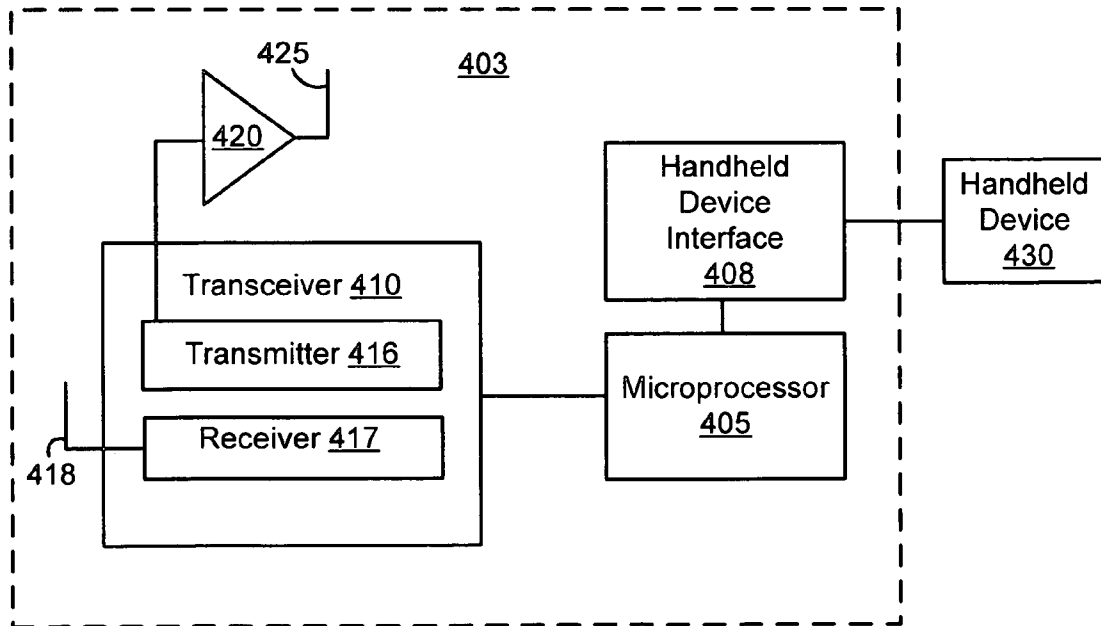 425
403
420
Handheld
Device
Interface
408
Handheld
Device
430
Transceiver 410
Transmitter 416
Microprocessor
405
Receiver 417
418